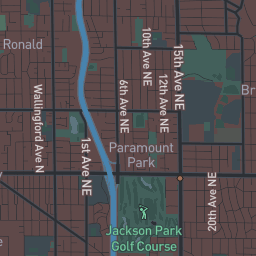 Ronald
10th Ave NE
15th Ave NE
6th Ave NE
12th Ave NE
Wallingford Ave N
1st Ave NE
Br
Paramount
Park
20th Ave NE
Jackson Park
Golf Course